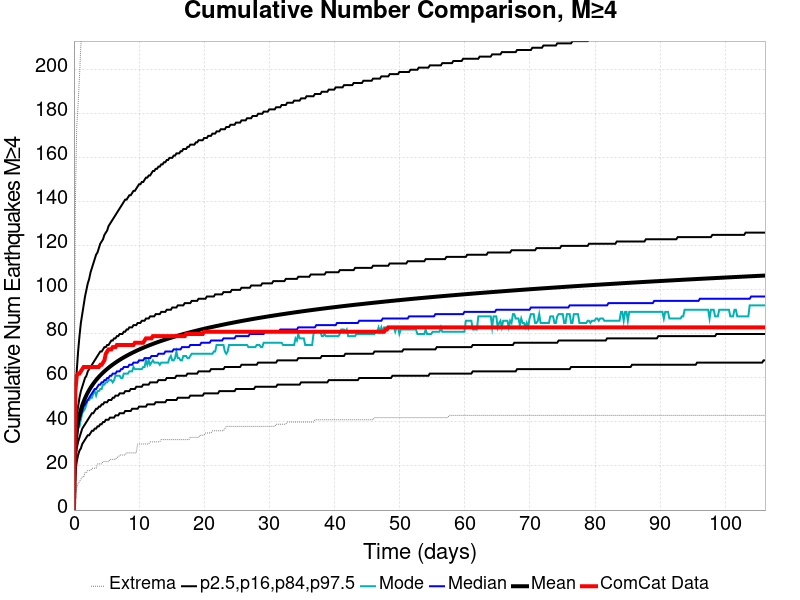 Cumulative Number Comparison, M≥4
Cumulative Num Earthquakes M≥4
200
180
160
140
120
100
80
60
40
20
0
0 10 20 30 40 50 60 70 80 90 100
Time (days)
Extrema p2.5,p16,p84,p97.5 Mode Median Mean ComCat Data